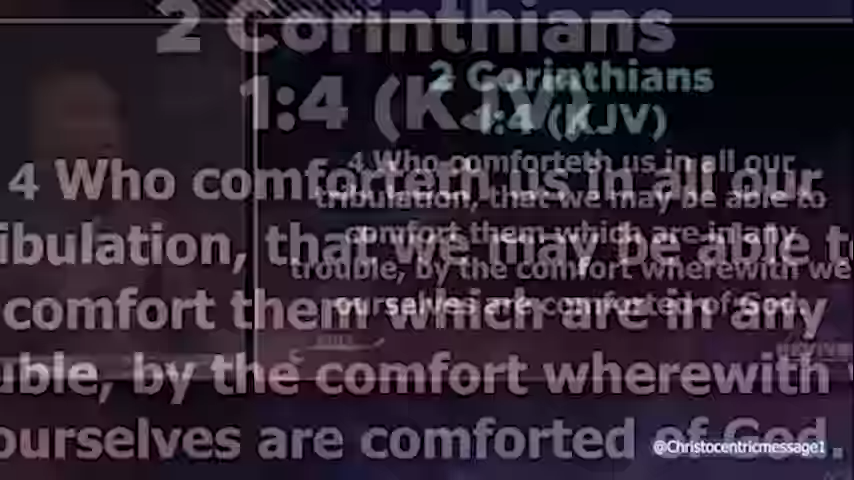 2 Corinthians
1:4 (KJV)
4 Who comforteth us in all our
ibulation, that we may be able t
comfort them which are in any
uble, by the comfort wherewith
ourselves are comforted of God.
2 Corinthians
1:4 (KJV)
4 Who comforteth us in all our
tribulation, that we may be able to
comfort them which are in any
trouble, by the comfort wherewith we
ourselves are comforted of God.
@Christocentricmessage1